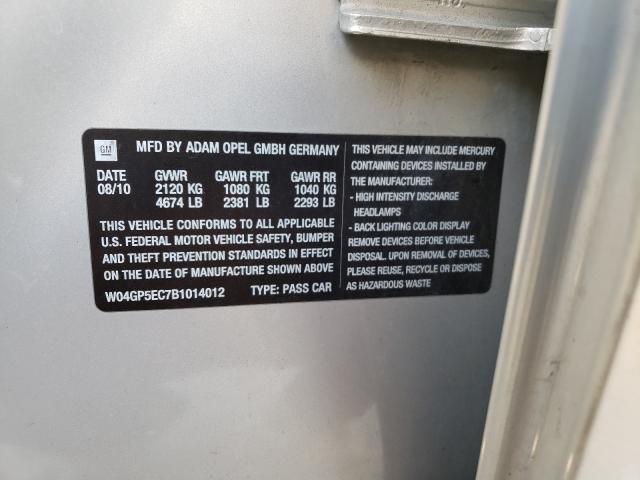 NO.
GM
MFD BY ADAM OPEL GMBH GERMANY
DATE GVWR GAWR FRT GAWR RR
08/10 2120 KG 1080 KG 1040 KG
4674 LB 2381 LB 2293 LB
THIS VEHICLE CONFORMS TO ALL APPLICABLE
U.S. FEDERAL MOTOR VEHICLE SAFETY, BUMPER
AND THEFT PREVENTION STANDARDS IN EFFECT
ON THE DATE OF MANUFACTURE SHOWN ABOVE
W04GP5EC7B1014012 TYPE: PASS CAR
THIS VEHICLE MAY INCLUDE MERCURY
CONTAINING DEVICES INSTALLED BY
THE MANUFACTURER:
- HIGH INTENSITY DISCHARGE
HEADLAMPS
- BACK LIGHTING COLOR DISPLAY
REMOVE DEVICES BEFORE VEHICLE
DISPOSAL. UPON REMOVAL OF DEVICES,
PLEASE REUSE, RECYCLE OR DISPOSE
AS HAZARDOUS WASTE